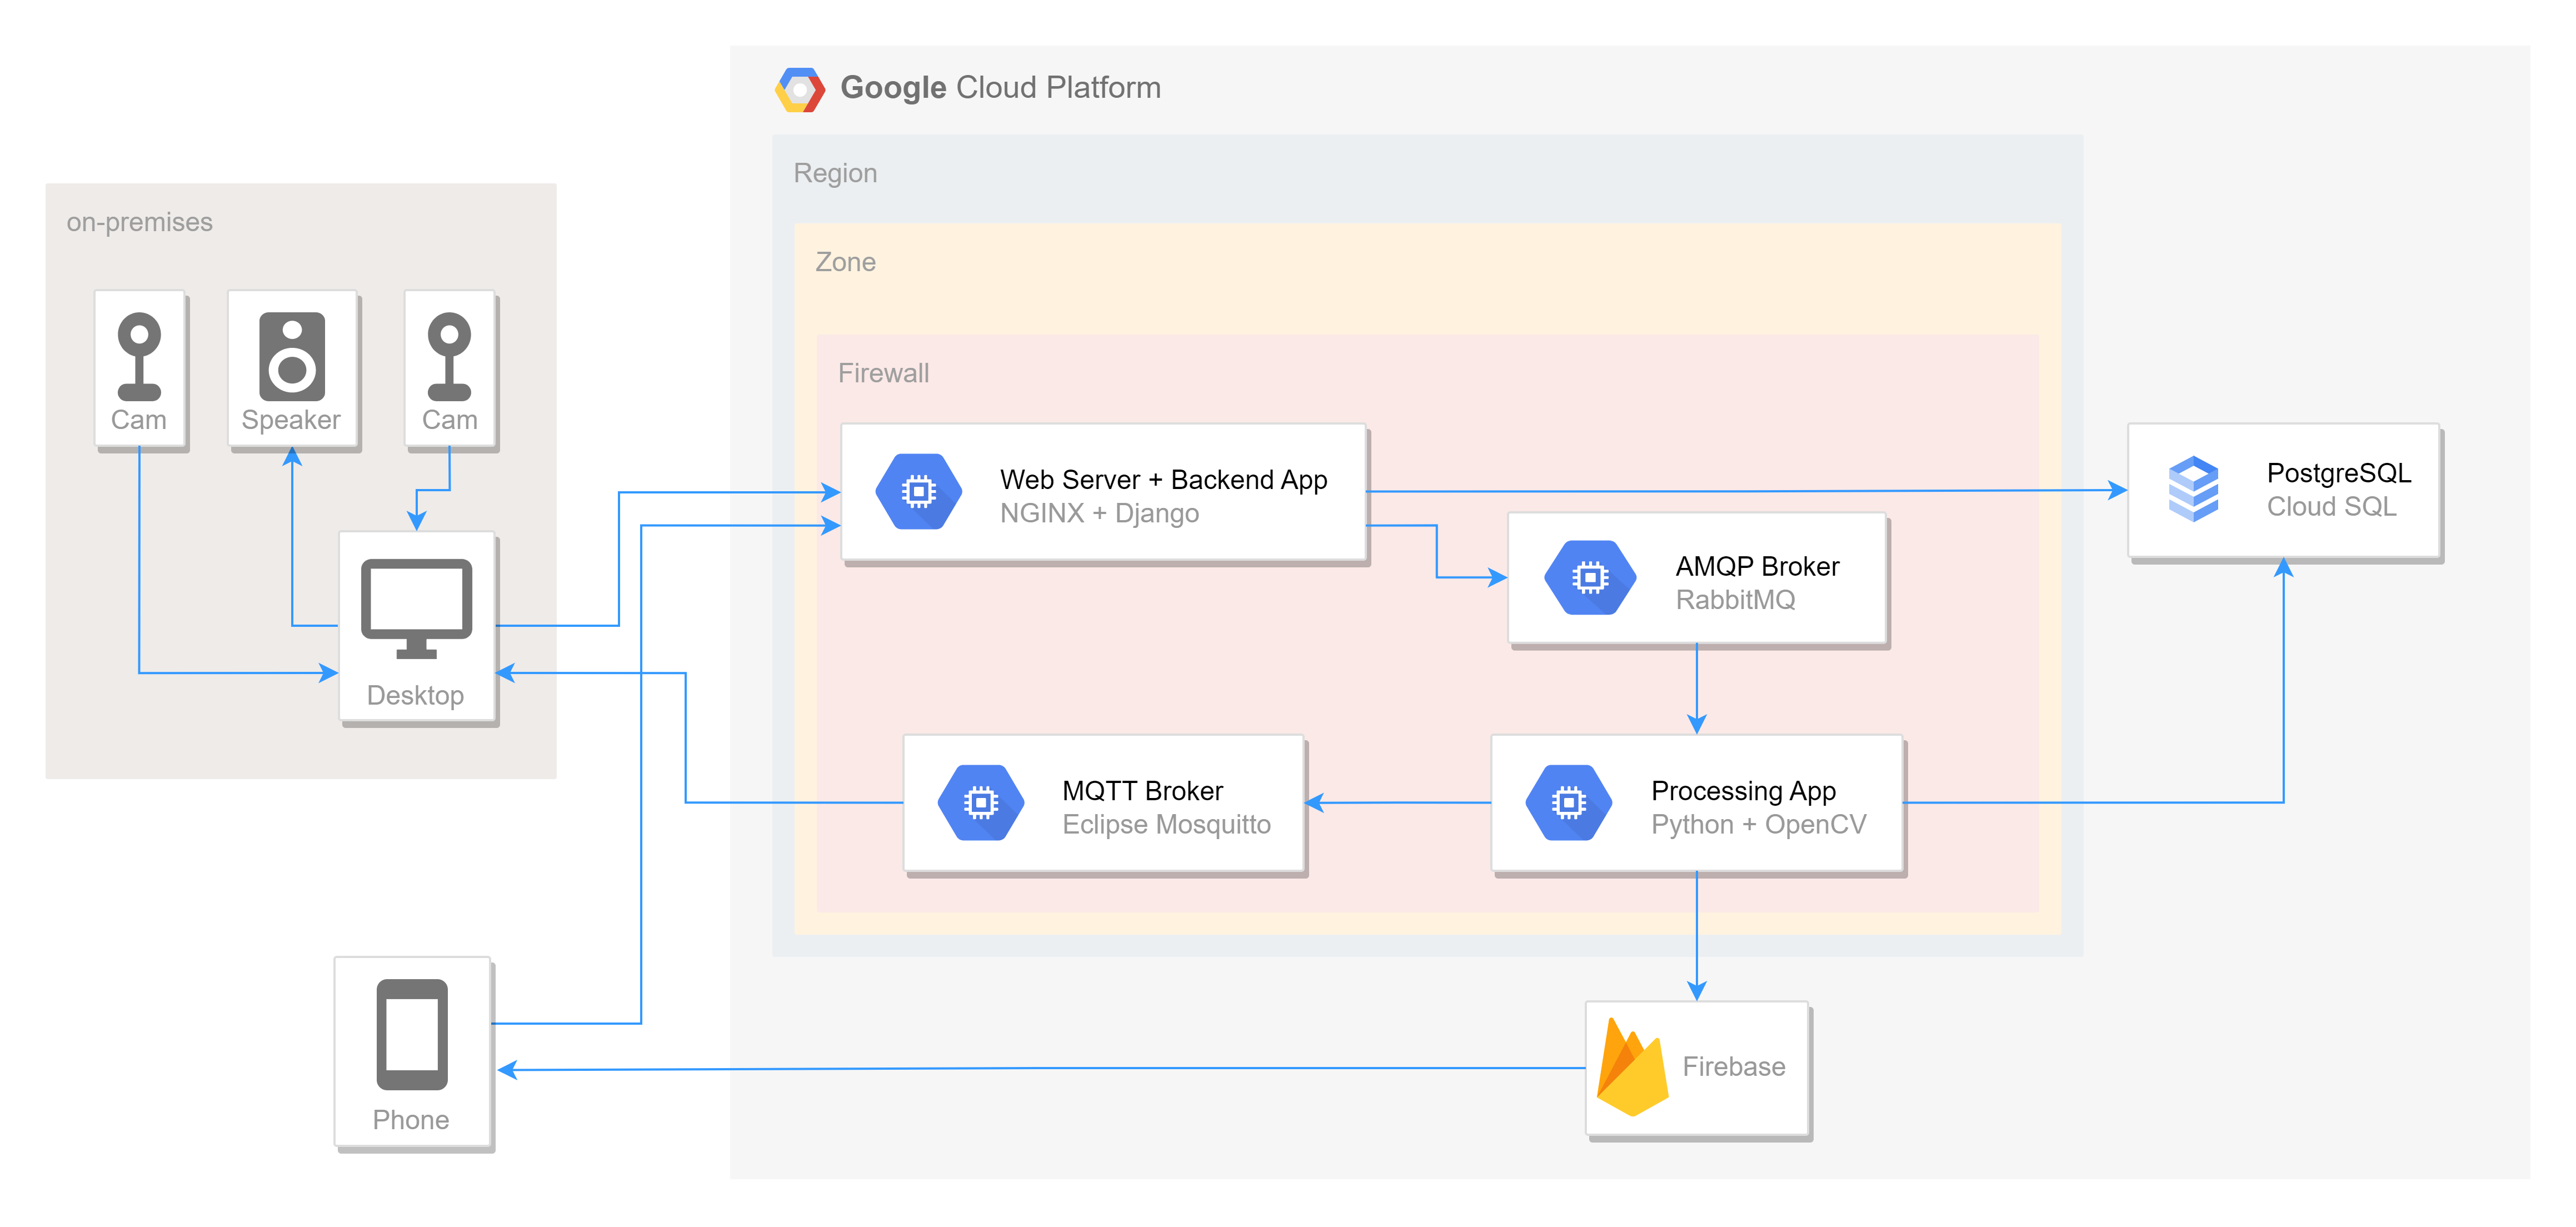 Google Cloud Platform
Region
on-premises
Zone
Firewall
Cam
Speaker
Cam
Web Server + Backend App
NGINX + Django
PostgreSQL
Cloud SQL
AMQP Broker
RabbitMQ
Desktop
MQTT Broker
Eclipse Mosquitto
Processing App
Python + OpenCV
Firebase
Phone